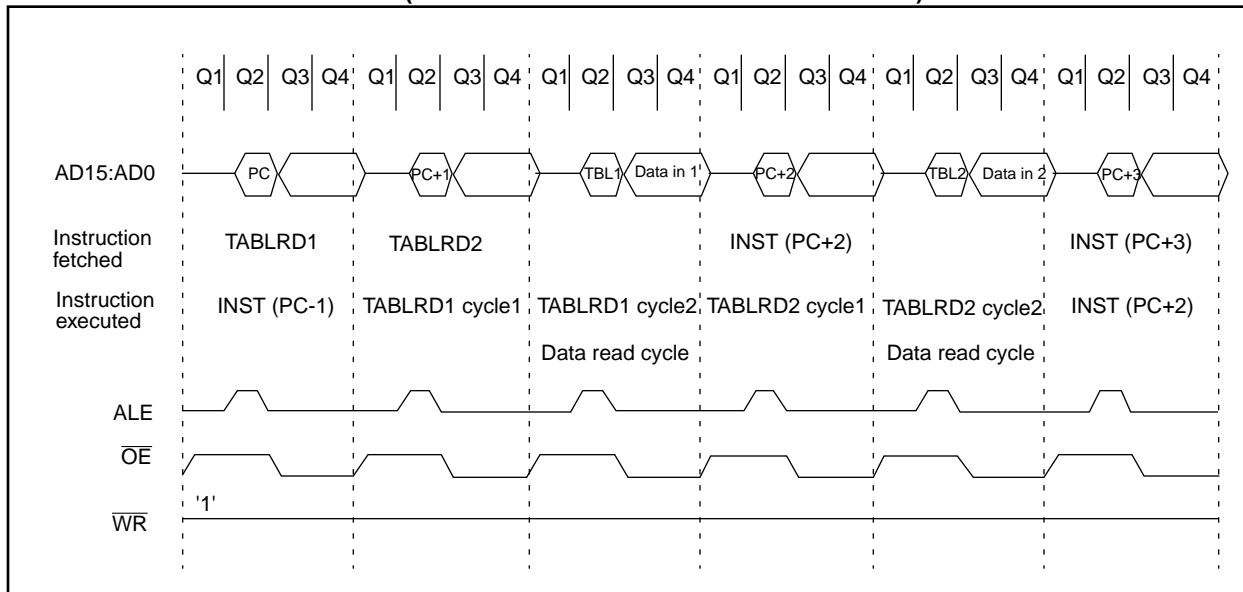 Q1 Q2 Q3 Q4 Q1 Q2 Q3 Q4 Q1 Q2 Q3 Q4 Q1 Q2 Q3 Q4 Q1 Q2 Q3 Q4 Q1 Q2 Q3 Q4
AD15:AD0 PC PC+1 TBL1 Data in 1 PC+2 TBL2 Data in 2 PC+3
Instruction
fetched
TABLRD1 TABLRD2 INST (PC+2) INST (PC+3)
Instruction
executed
INST (PC-1) TABLRD1 cycle1 TABLRD1 cycle2 TABLRD2 cycle1 TABLRD2 cycle2 INST (PC+2)
Data read cycle Data read cycle
ALE
OE
'1'
WR